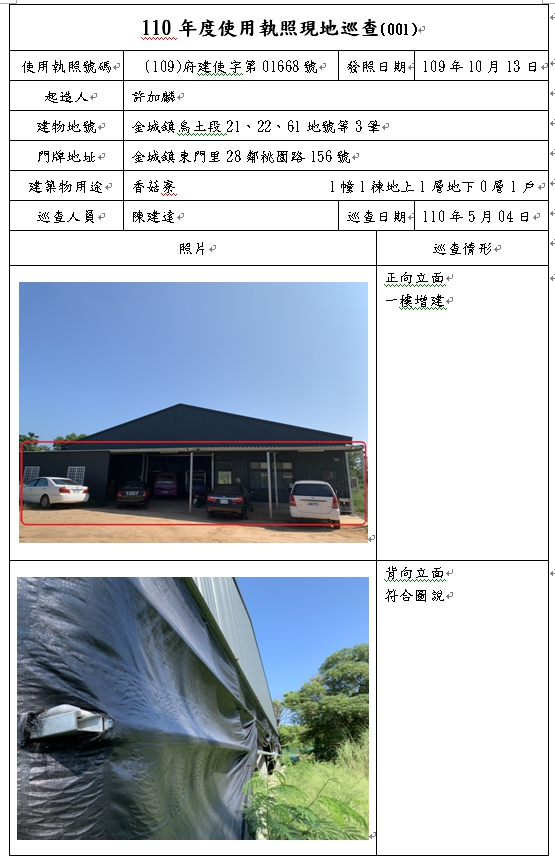 110 年度使用執照現地巡查(001)
使用執照號碼 (109)府建使字第 01668 號 發照日期 109 年 10 月 13 日
起造人 許加麟
建物地號 金城鎮烏土段 21、22、61 地號等 3 筆
門牌地址 金城鎮東門里 28 鄰桃園路 156 號
建築物用途 香菇寮 1 幢 1 棟地上 1 層地下 0 層 1 戶
巡查人員 陳建達 巡查日期 110 年 5 月 04 日
照片 巡查情形
正向立面
一樓增建
背向立面
符合圖說